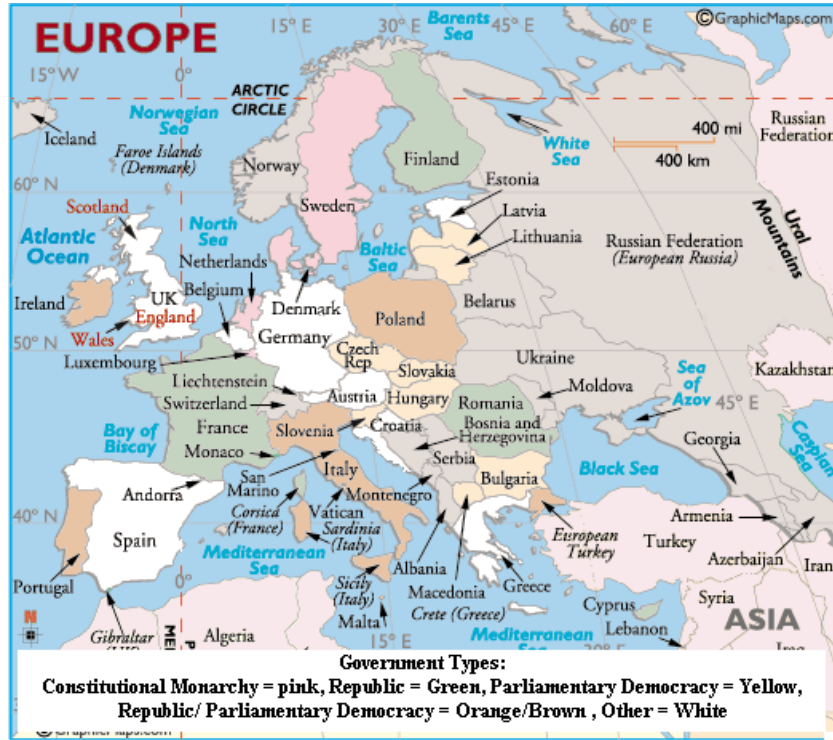 EUROPE
©GraphicMaps.com
Barents
Sea
15° E
30° E
45° E
15° W
0°
ARCTIC
CIRCLE
Norwegian
Sea
Iceland
Faroe Islands
(Denmark)
White
Sea
400 mi
400 km
Russian
Federation
Norway
Finland
Sweden
60° N
Estonia
Latvia
Lithuania
Scotland
North
Sea
Atlantic
Ocean
Netherlands
Belgium
Baltic
Sea
Russian Federation
(European Russia)
Ural
Mountains
Ireland
UK
England
Wales
Denmark
Germany
Poland
Belarus
50° N
Luxembourg
Czech
Rep
Slovakia
Ukraine
Kazakhstan
Liechtenstein
Switzerland
Austria
Hungary
Romania
Moldova
Sea
of
Azov
45° E
France
Slovenia
Croatia
Bosnia and
Herzegovina
Bay of
Biscay
Monaco
Serbia
Georgia
Caspian
Sea
Andorra
San
Marino
Italy
Montenegro
Bulgaria
Black Sea
Corsica
(France)
Vatican
Sardinia
(Italy)
40° N
Spain
Mediterranean
Sea
Albania
European
Turkey
Turkey
Armenia
Azerbaijan
Iran
Portugal
0°
Sicily
(Italy)
Macedonia
Greece
Crete (Greece)
Cyprus
Syria
Lebanon
ASIA
N
Gibraltar
Algeria
Malta
15° E
Mediterranean
Sea
Government Types:
Constitutional Monarchy = pink, Republic = Green, Parliamentary Democracy = Yellow,
Republic/ Parliamentary Democracy = Orange/Brown , Other = White